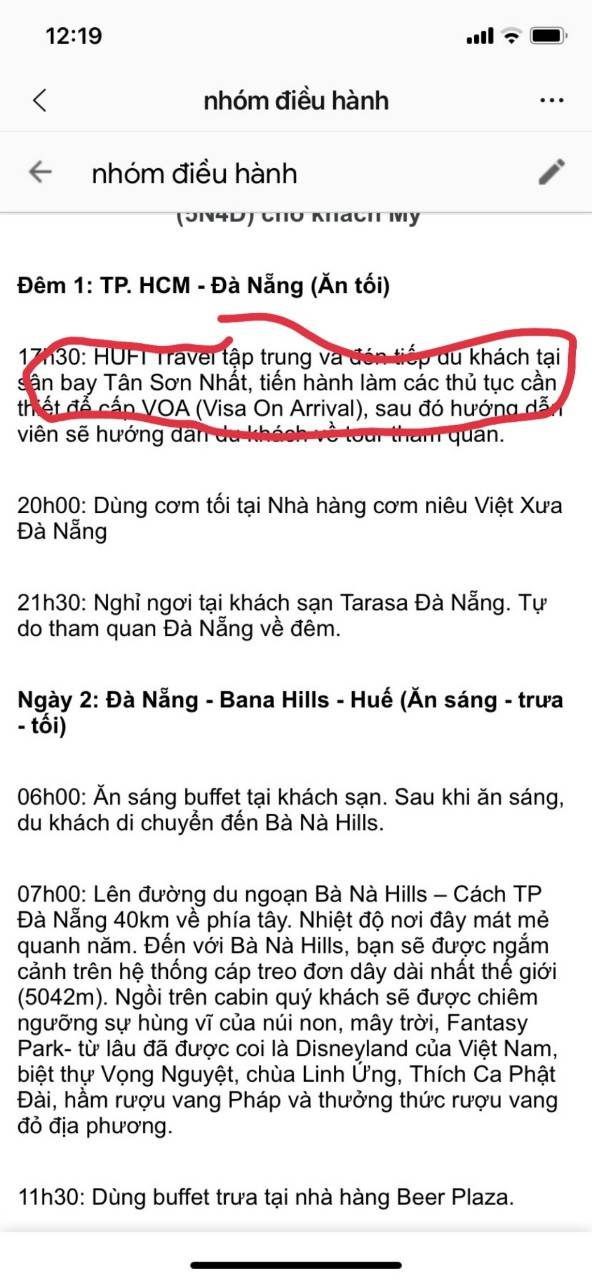 12:19
nhóm điều hành
nhóm điều hành
(5N4D) cho khách Mỹ
Đêm 1: TP. HCM - Đà Nẵng (Ăn tối)
17h30: HUFI Travel tập trung và đón tiếp du khách tại
sân bay Tân Sơn Nhất, tiến hành làm các thủ tục cần
thiết để cấp VOA (Visa On Arrival), sau đó hướng dẫn
viên sẽ hướng dẫn du khách về tour tham quan.
20h00: Dùng cơm tối tại Nhà hàng cơm niêu Việt Xưa
Đà Nẵng
21h30: Nghỉ ngơi tại khách sạn Tarasa Đà Nẵng. Tự
do tham quan Đà Nẵng về đêm.
Ngày 2: Đà Nẵng - Bana Hills - Huế (Ăn sáng - trưa
- tối)
06h00: Ăn sáng buffet tại khách sạn. Sau khi ăn sáng,
du khách di chuyển đến Bà Nà Hills.
07h00: Lên đường du ngoạn Bà Nà Hills – Cách TP
Đà Nẵng 40km về phía tây. Nhiệt độ nơi đây mát mẻ
quanh năm. Đến với Bà Nà Hills, bạn sẽ được ngắm
cảnh trên hệ thống cáp treo đơn dây dài nhất thế giới
(5042m). Ngồi trên cabin quý khách sẽ được chiêm
ngưỡng sự hùng vĩ của núi non, mây trời, Fantasy
Park- từ lâu đã được coi là Disneyland của Việt Nam,
biệt thự Vọng Nguyệt, chùa Linh Ứng, Thích Ca Phật
Đài, hầm rượu vang Pháp và thưởng thức rượu vang
đỏ địa phương.
11h30: Dùng buffet trưa tại nhà hàng Beer Plaza.